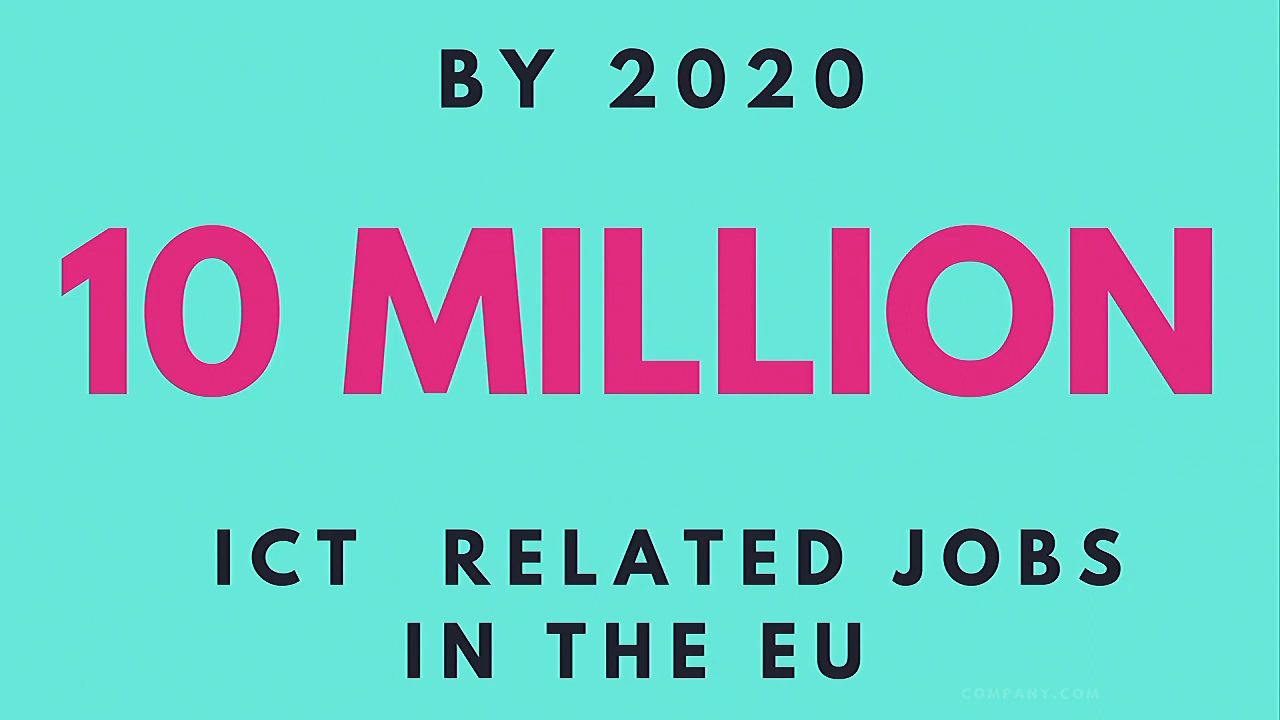 BY 2020
10 MILLION
ICT RELATED JOBS
IN THE EU
COMPANY.COM